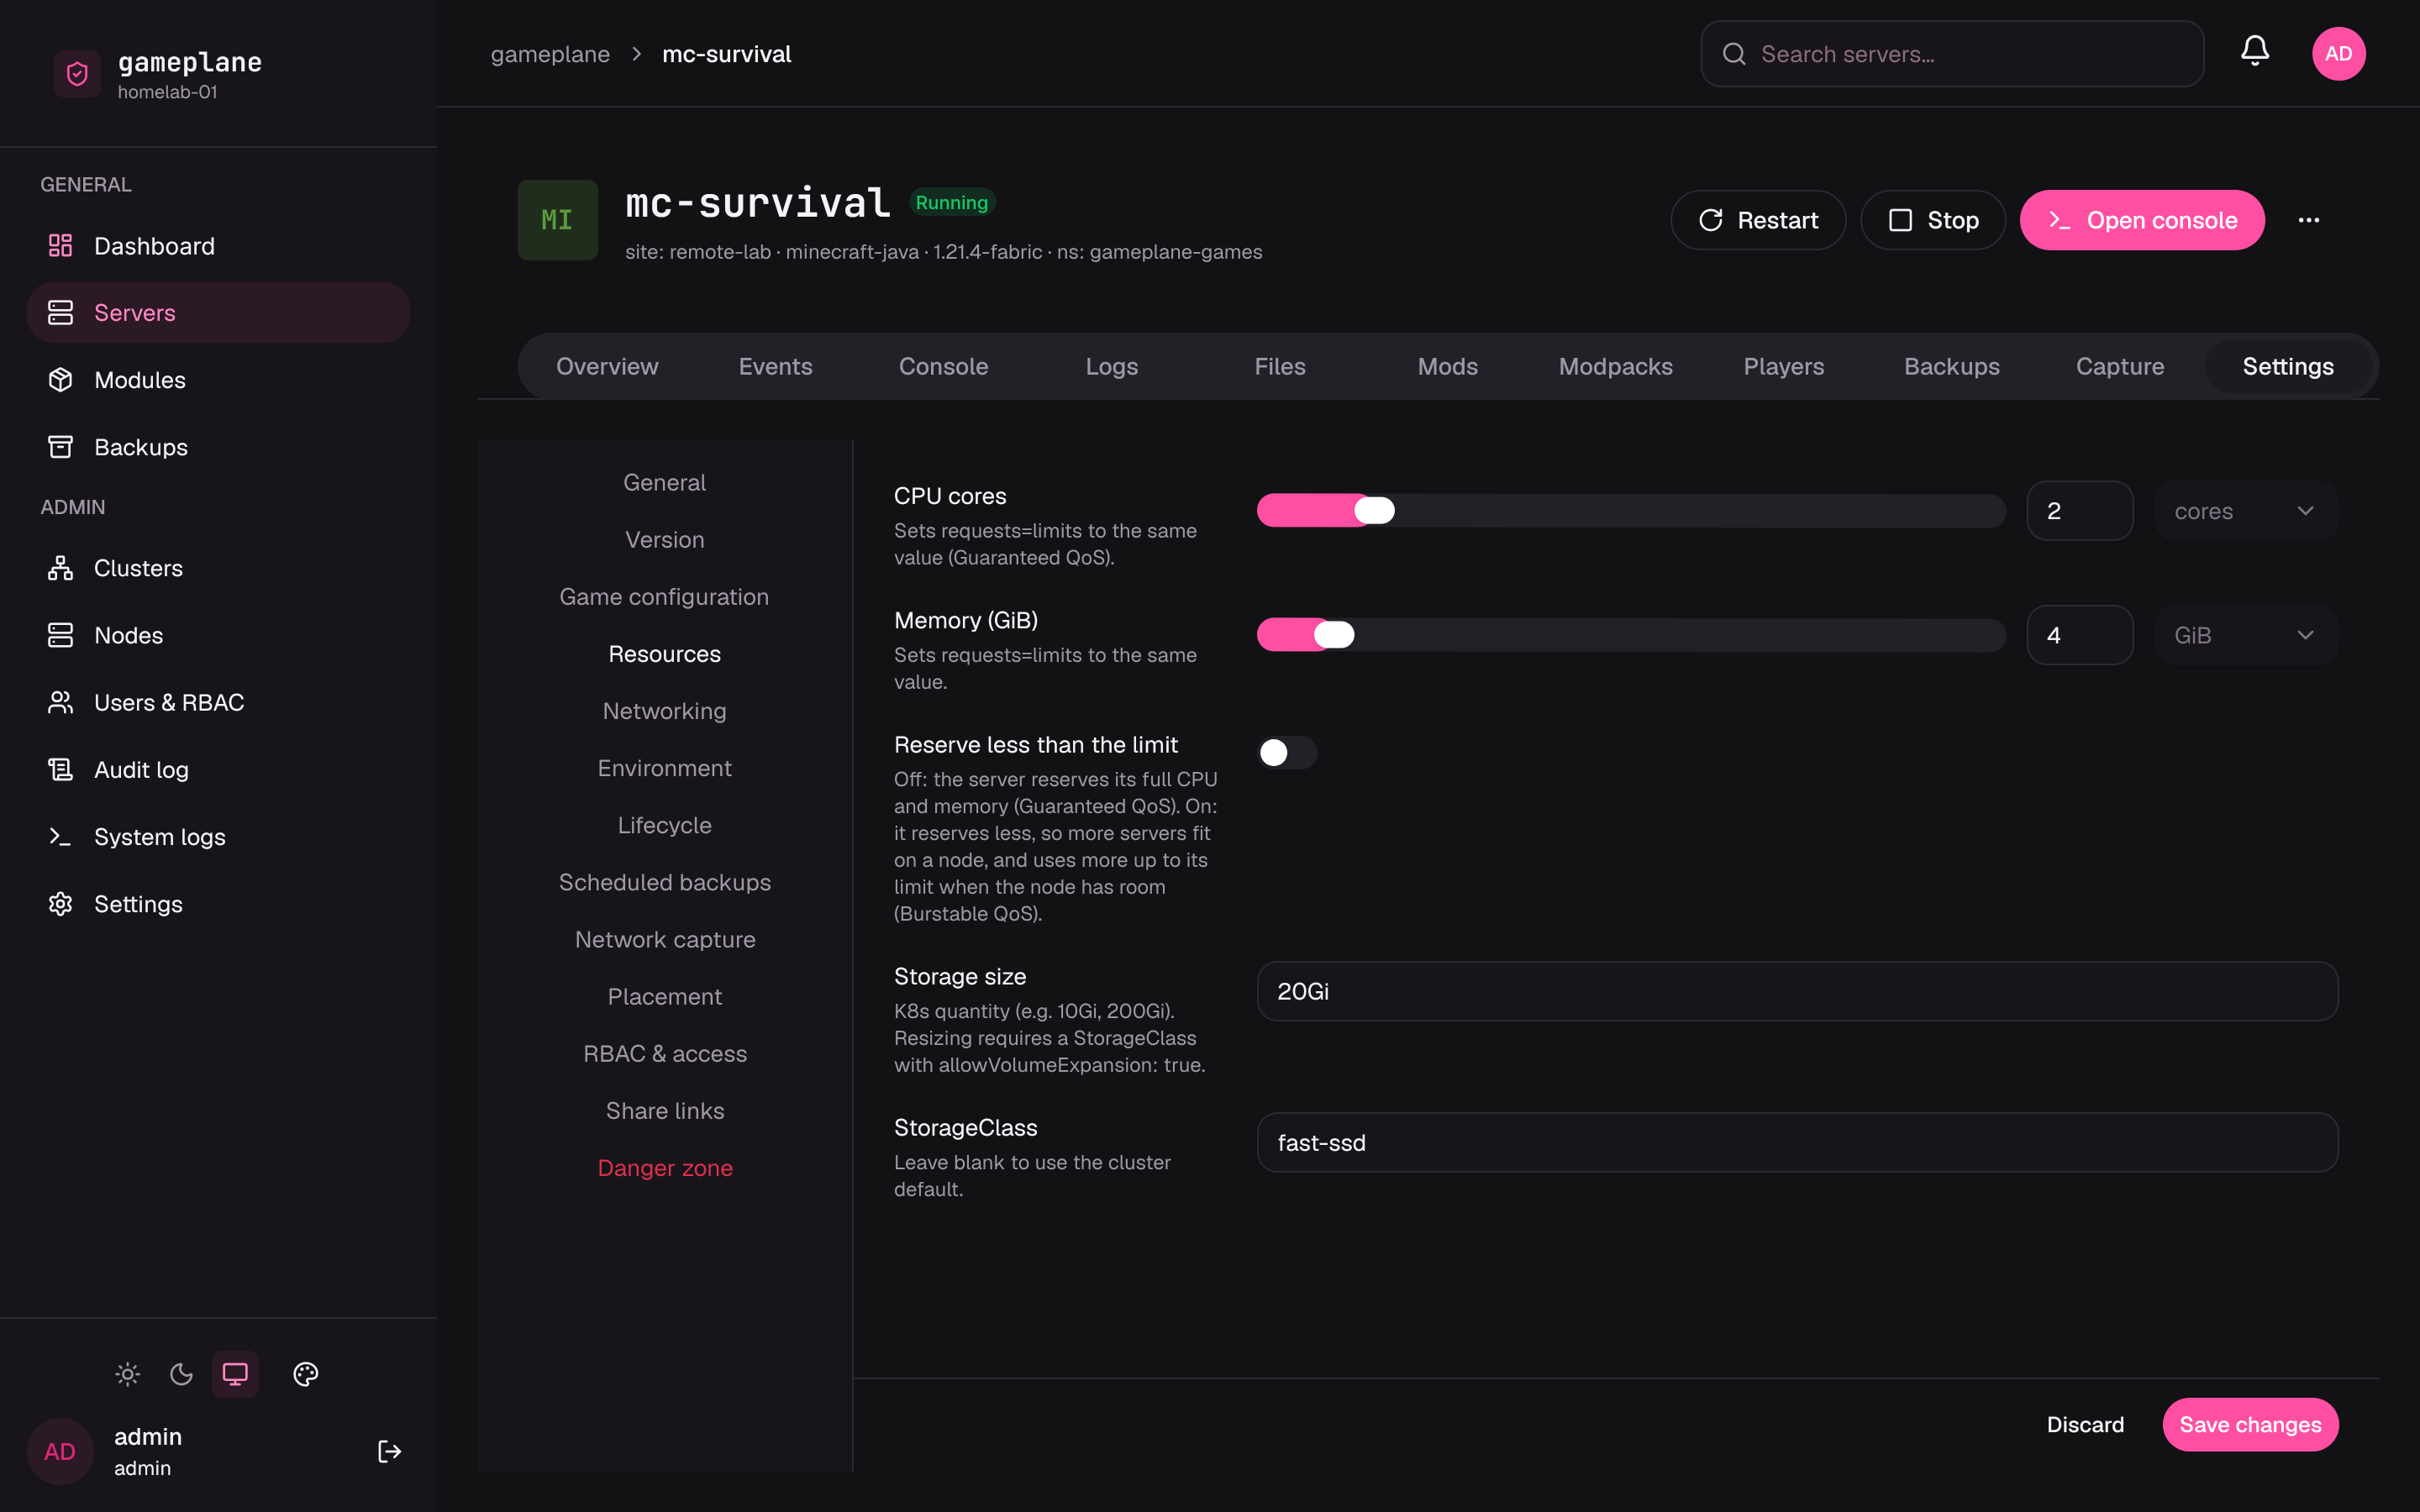 gameplane
homelab-01
GENERAL
Dashboard
Servers
Modules
Backups
ADMIN
Clusters
Nodes
Users & RBAC
Audit log
System logs
Settings
AD
admin
admin
gameplane > mc-survival
Search servers...
AD
MI
mc-survival
Running
site: remote-lab · minecraft-java · 1.21.4-fabric · ns: gameplane-games
Restart
Stop
Open console
Overview
Events
Console
Logs
Files
Mods
Modpacks
Players
Backups
Capture
Settings
General
Version
Game configuration
Resources
Networking
Environment
Lifecycle
Scheduled backups
Network capture
Placement
RBAC & access
Share links
Danger zone
CPU cores
Sets requests=limits to the same
value (Guaranteed QoS).
2
cores
Memory (GiB)
Sets requests=limits to the same
value.
4
GiB
Reserve less than the limit
Off: the server reserves its full CPU
and memory (Guaranteed QoS). On:
it reserves less, so more servers fit
on a node, and uses more up to its
limit when the node has room
(Burstable QoS).
Storage size
K8s quantity (e.g. 10Gi, 200Gi).
Resizing requires a StorageClass
with allowVolumeExpansion: true.
20Gi
StorageClass
Leave blank to use the cluster
default.
fast-ssd
Discard
Save changes